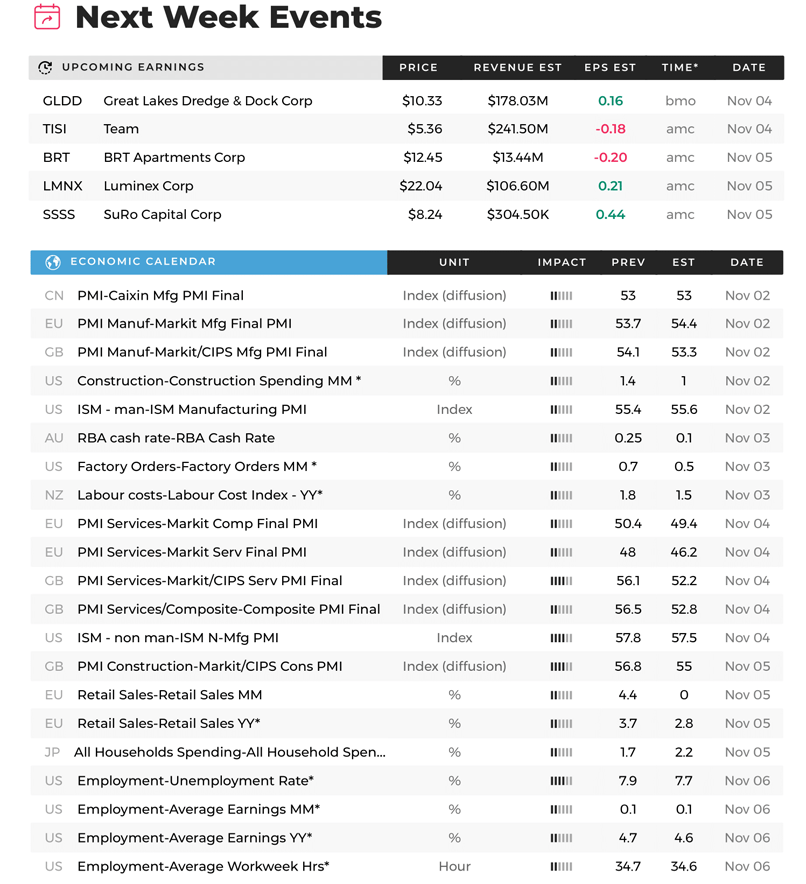 Next Week Events
UPCOMING EARNINGS PRICE REVENUE EST EPS EST TIME* DATE
GLDD Great Lakes Dredge & Dock Corp $10.33 $178.03M 0.16 bmo Nov 04
TISI Team $5.36 $241.50M -0.18 amc Nov 04
BRT BRT Apartments Corp $12.45 $13.44M -0.20 amc Nov 05
LMNX Luminex Corp $22.04 $106.60M 0.21 amc Nov 05
SSSS SuRo Capital Corp $8.24 $304.50K 0.44 amc Nov 05
ECONOMIC CALENDAR UNIT IMPACT PREV EST DATE
CN PMI-Caixin Mfg PMI Final Index (diffusion) 53 53 Nov 02
EU PMI Manuf-Markit Mfg Final PMI Index (diffusion) 53.7 54.4 Nov 02
GB PMI Manuf-Markit/CIPS Mfg PMI Final Index (diffusion) 54.1 53.3 Nov 02
US Construction-Construction Spending MM * % 1.4 1 Nov 02
US ISM - man-ISM Manufacturing PMI Index 55.4 55.6 Nov 02
AU RBA cash rate-RBA Cash Rate % 0.25 0.1 Nov 03
US Factory Orders-Factory Orders MM * % 0.7 0.5 Nov 03
NZ Labour costs-Labour Cost Index - YY* % 1.8 1.5 Nov 03
EU PMI Services-Markit Comp Final PMI Index (diffusion) 50.4 49.4 Nov 04
EU PMI Services-Markit Serv Final PMI Index (diffusion) 48 46.2 Nov 04
GB PMI Services-Markit/CIPS Serv PMI Final Index (diffusion) 56.1 52.2 Nov 04
GB PMI Services/Composite-Composite PMI Final Index (diffusion) 56.5 52.8 Nov 04
US ISM - non man-ISM N-Mfg PMI Index 57.8 57.5 Nov 04
GB PMI Construction-Markit/CIPS Cons PMI Index (diffusion) 56.8 55 Nov 05
EU Retail Sales-Retail Sales MM % 4.4 0 Nov 05
EU Retail Sales-Retail Sales YY* % 3.7 2.8 Nov 05
JP All Households Spending-All Household Spen... % 1.7 2.2 Nov 05
US Employment-Unemployment Rate* % 7.9 7.7 Nov 06
US Employment-Average Earnings MM* % 0.1 0.1 Nov 06
US Employment-Average Earnings YY* % 4.7 4.6 Nov 06
US Employment-Average Workweek Hrs* Hour 34.7 34.6 Nov 06